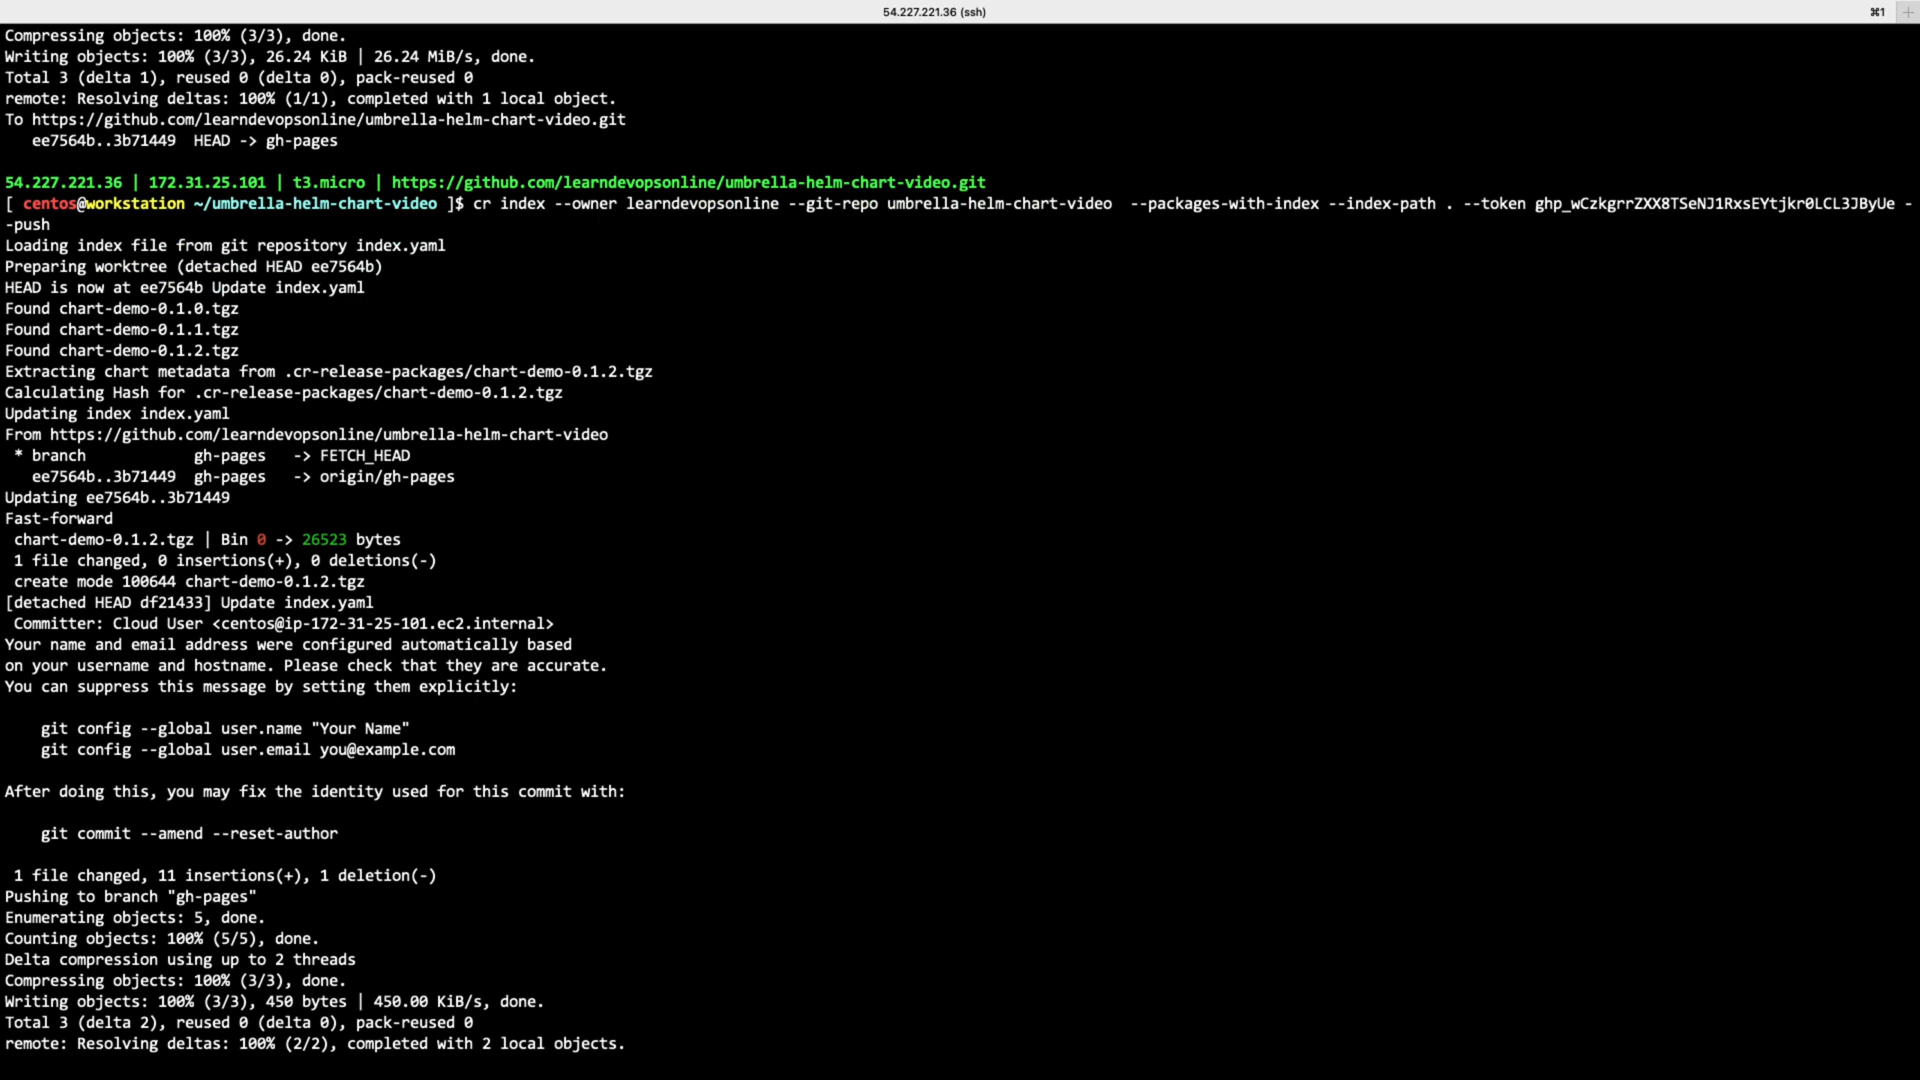 54.227.221.36 (ssh)
⌘1
Compressing objects: 100% (3/3), done.
Writing objects: 100% (3/3), 26.24 KiB | 26.24 MiB/s, done.
Total 3 (delta 1), reused 0 (delta 0), pack-reused 0
remote: Resolving deltas: 100% (1/1), completed with 1 local object.
To https://github.com/learndevopsonline/umbrella-helm-chart-video.git
   ee7564b..3b71449  HEAD -> gh-pages
54.227.221.36 | 172.31.25.101 | t3.micro | https://github.com/learndevopsonline/umbrella-helm-chart-video.git
[ centos@workstation ~/umbrella-helm-chart-video ]$ cr index --owner learndevopsonline --git-repo umbrella-helm-chart-video  --packages-with-index --index-path . --token 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 -
-push
Loading index file from git repository index.yaml
Preparing worktree (detached HEAD ee7564b)
HEAD is now at ee7564b Update index.yaml
Found chart-demo-0.1.0.tgz
Found chart-demo-0.1.1.tgz
Found chart-demo-0.1.2.tgz
Extracting chart metadata from .cr-release-packages/chart-demo-0.1.2.tgz
Calculating Hash for .cr-release-packages/chart-demo-0.1.2.tgz
Updating index index.yaml
From https://github.com/learndevopsonline/umbrella-helm-chart-video
 * branch            gh-pages   -> FETCH_HEAD
   ee7564b..3b71449  gh-pages   -> origin/gh-pages
Updating ee7564b..3b71449
Fast-forward
 chart-demo-0.1.2.tgz | Bin 0 -> 26523 bytes
 1 file changed, 0 insertions(+), 0 deletions(-)
 create mode 100644 chart-demo-0.1.2.tgz
[detached HEAD df21433] Update index.yaml
 Committer: Cloud User <centos@ip-172-31-25-101.ec2.internal>
Your name and email address were configured automatically based
on your username and hostname. Please check that they are accurate.
You can suppress this message by setting them explicitly:
    git config --global user.name "Your Name"
    git config --global user.email you@example.com
After doing this, you may fix the identity used for this commit with:
    git commit --amend --reset-author
 1 file changed, 11 insertions(+), 1 deletion(-)
Pushing to branch "gh-pages"
Enumerating objects: 5, done.
Counting objects: 100% (5/5), done.
Delta compression using up to 2 threads
Compressing objects: 100% (3/3), done.
Writing objects: 100% (3/3), 450 bytes | 450.00 KiB/s, done.
Total 3 (delta 2), reused 0 (delta 0), pack-reused 0
remote: Resolving deltas: 100% (2/2), completed with 2 local objects.